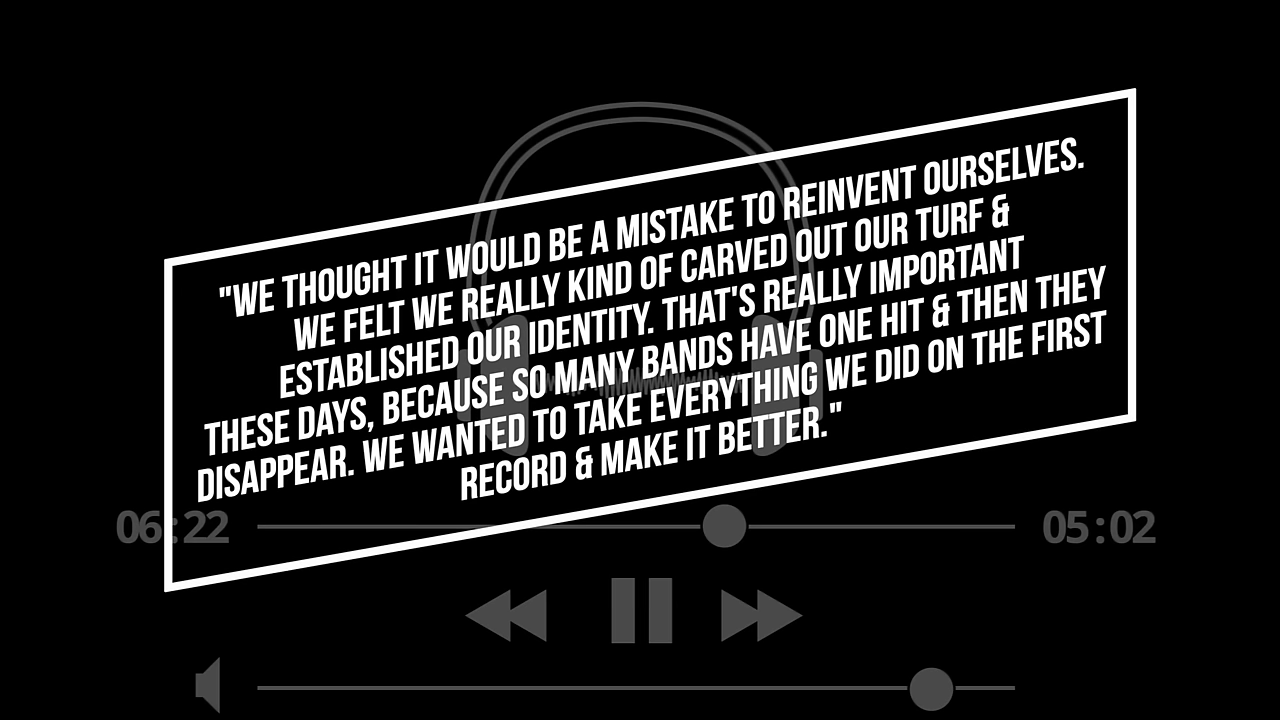 "WE THOUGHT IT WOULD BE A MISTAKE TO REINVENT OURSELVES.
WE FELT WE REALLY KIND OF CARVED OUT OUR TURF &
ESTABLISHED OUR IDENTITY. THAT'S REALLY IMPORTANT
THESE DAYS, BECAUSE SO MANY BANDS HAVE ONE HIT & THEN THEY
DISAPPEAR. WE WANTED TO TAKE EVERYTHING WE DID ON THE FIRST
RECORD & MAKE IT BETTER."
06:22
05:02